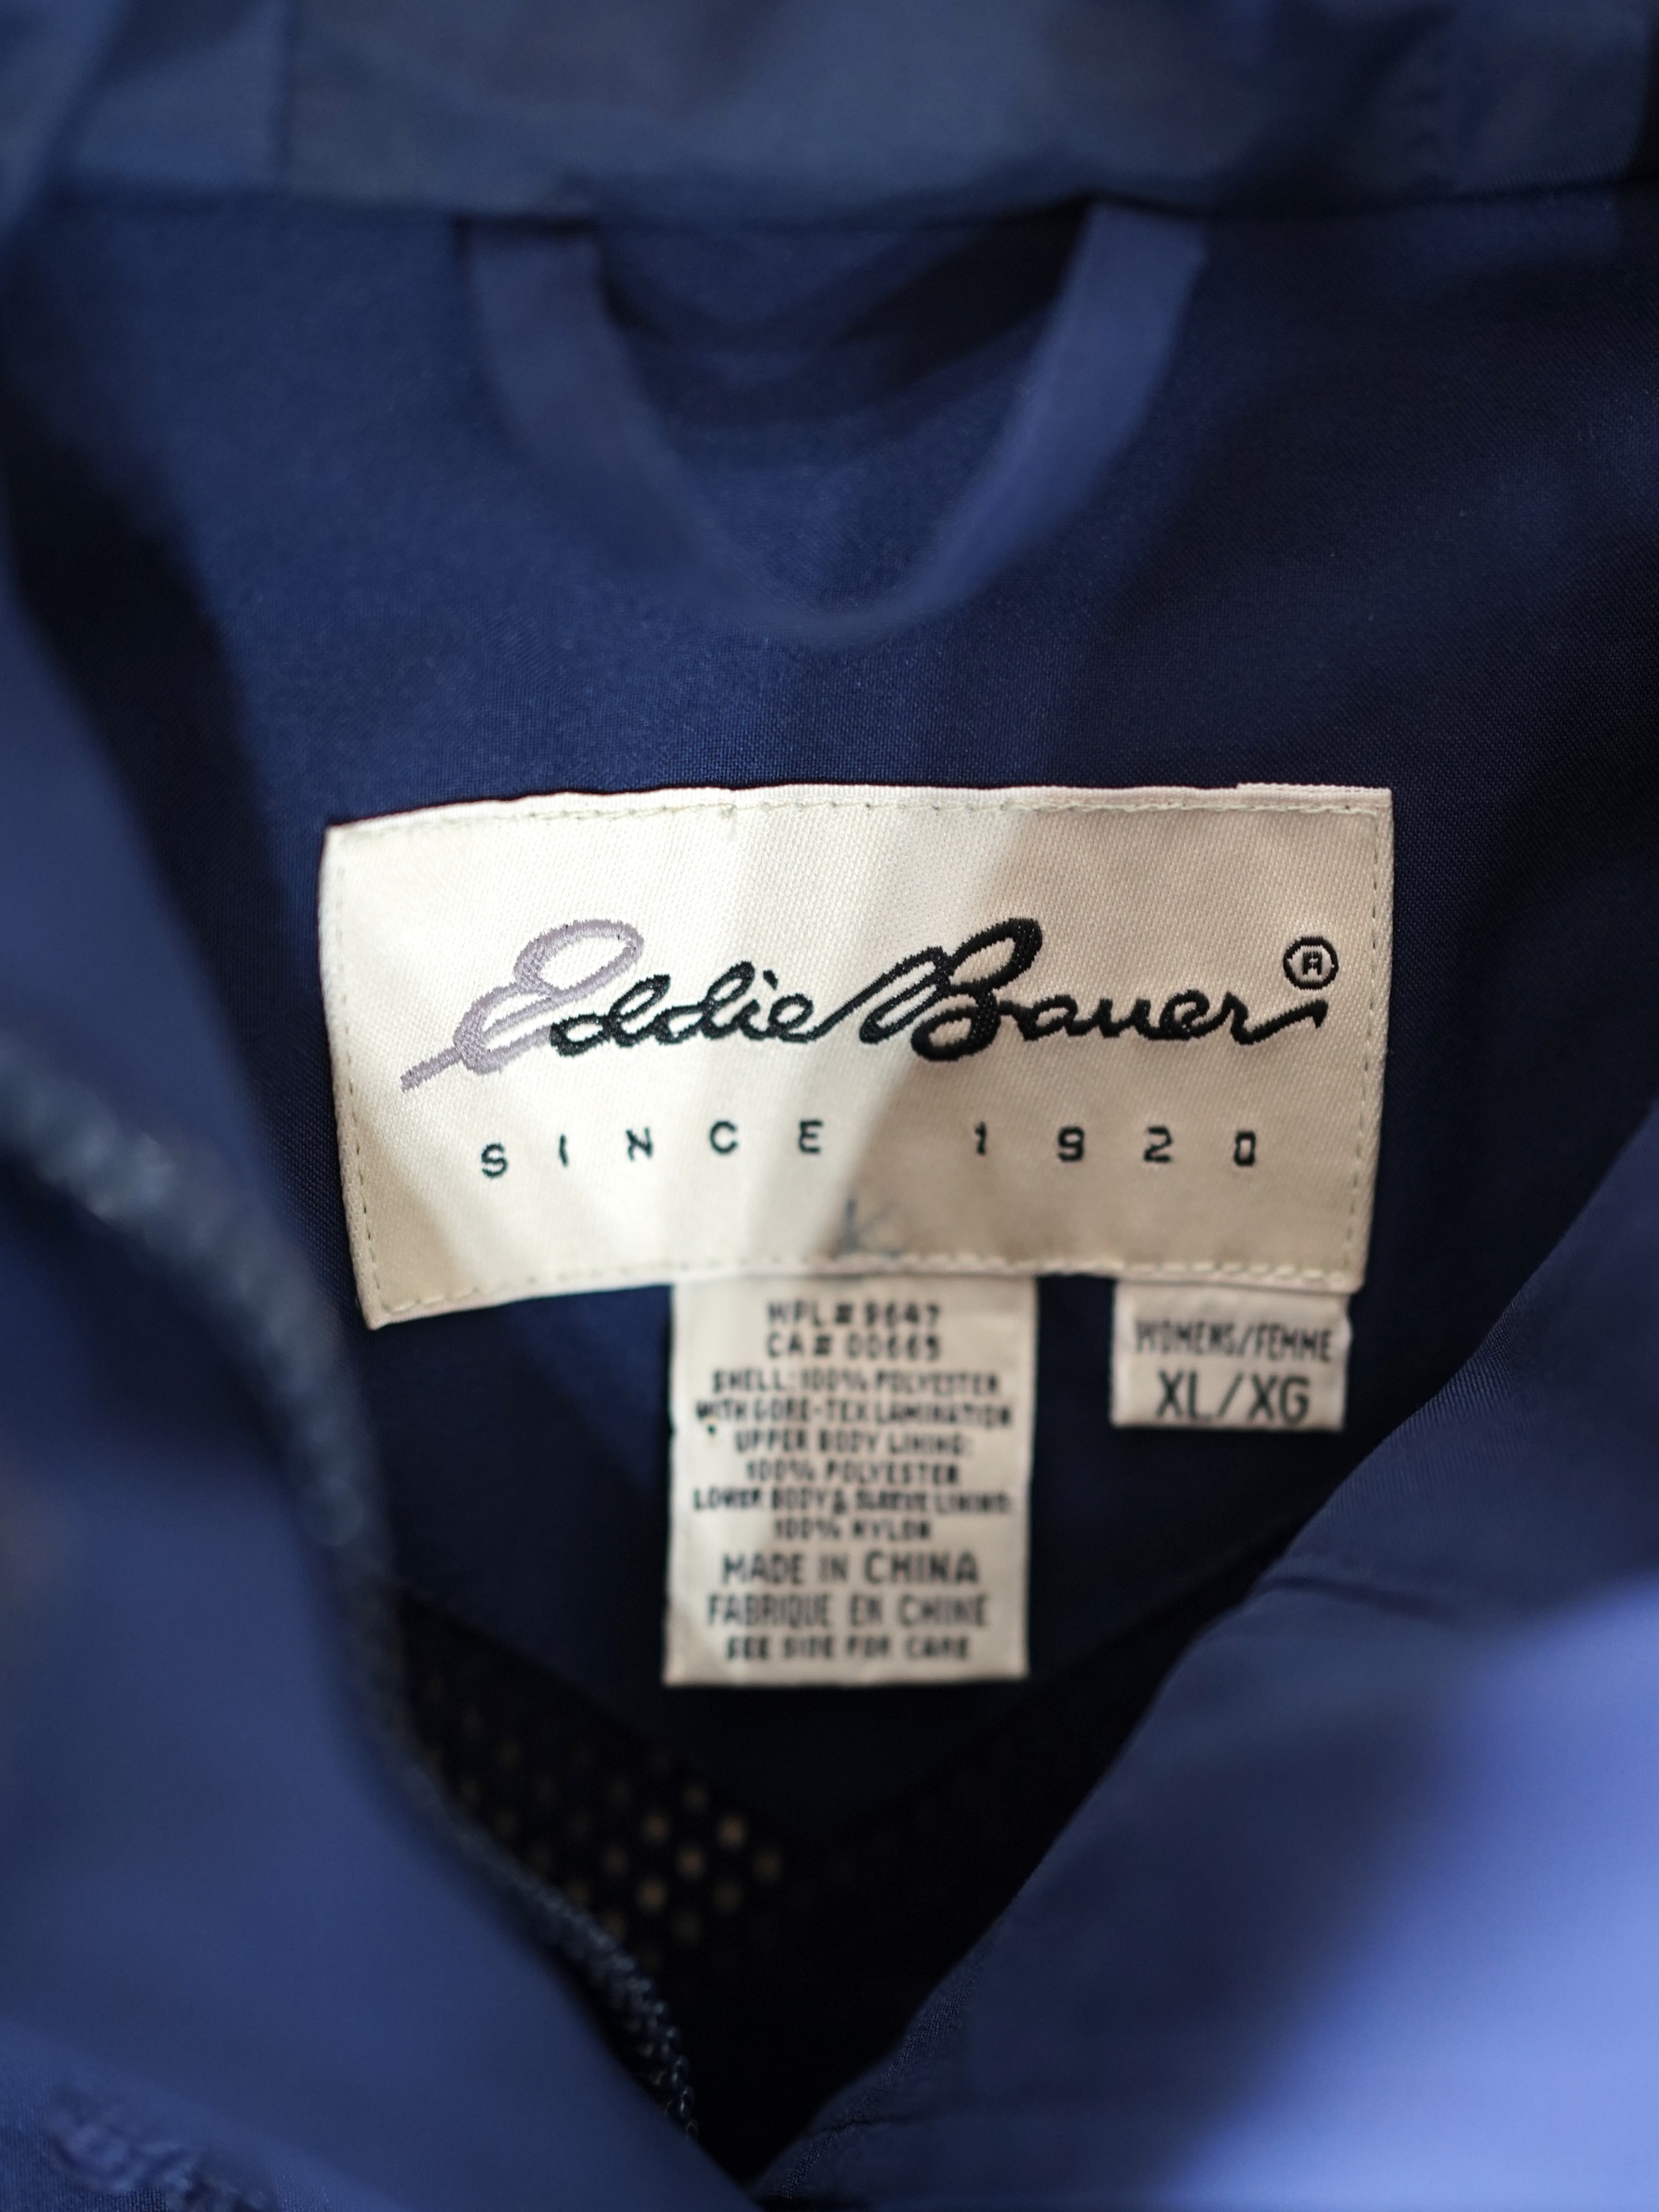 Eddie Bauer®
SINCE 1920
K
WPL# 9647
CA# 00665
SHELL: 100% POLYESTER
WITH GORE-TEX LAMINATION
UPPER BODY LINING:
100% POLYESTER
LOWER BODY & SLEEVE LINING:
100% NYLON
MADE IN CHINA
FABRIQUE EN CHINE
SEE SIDE FOR CARE
WOMENS/FEMME
XL/XG